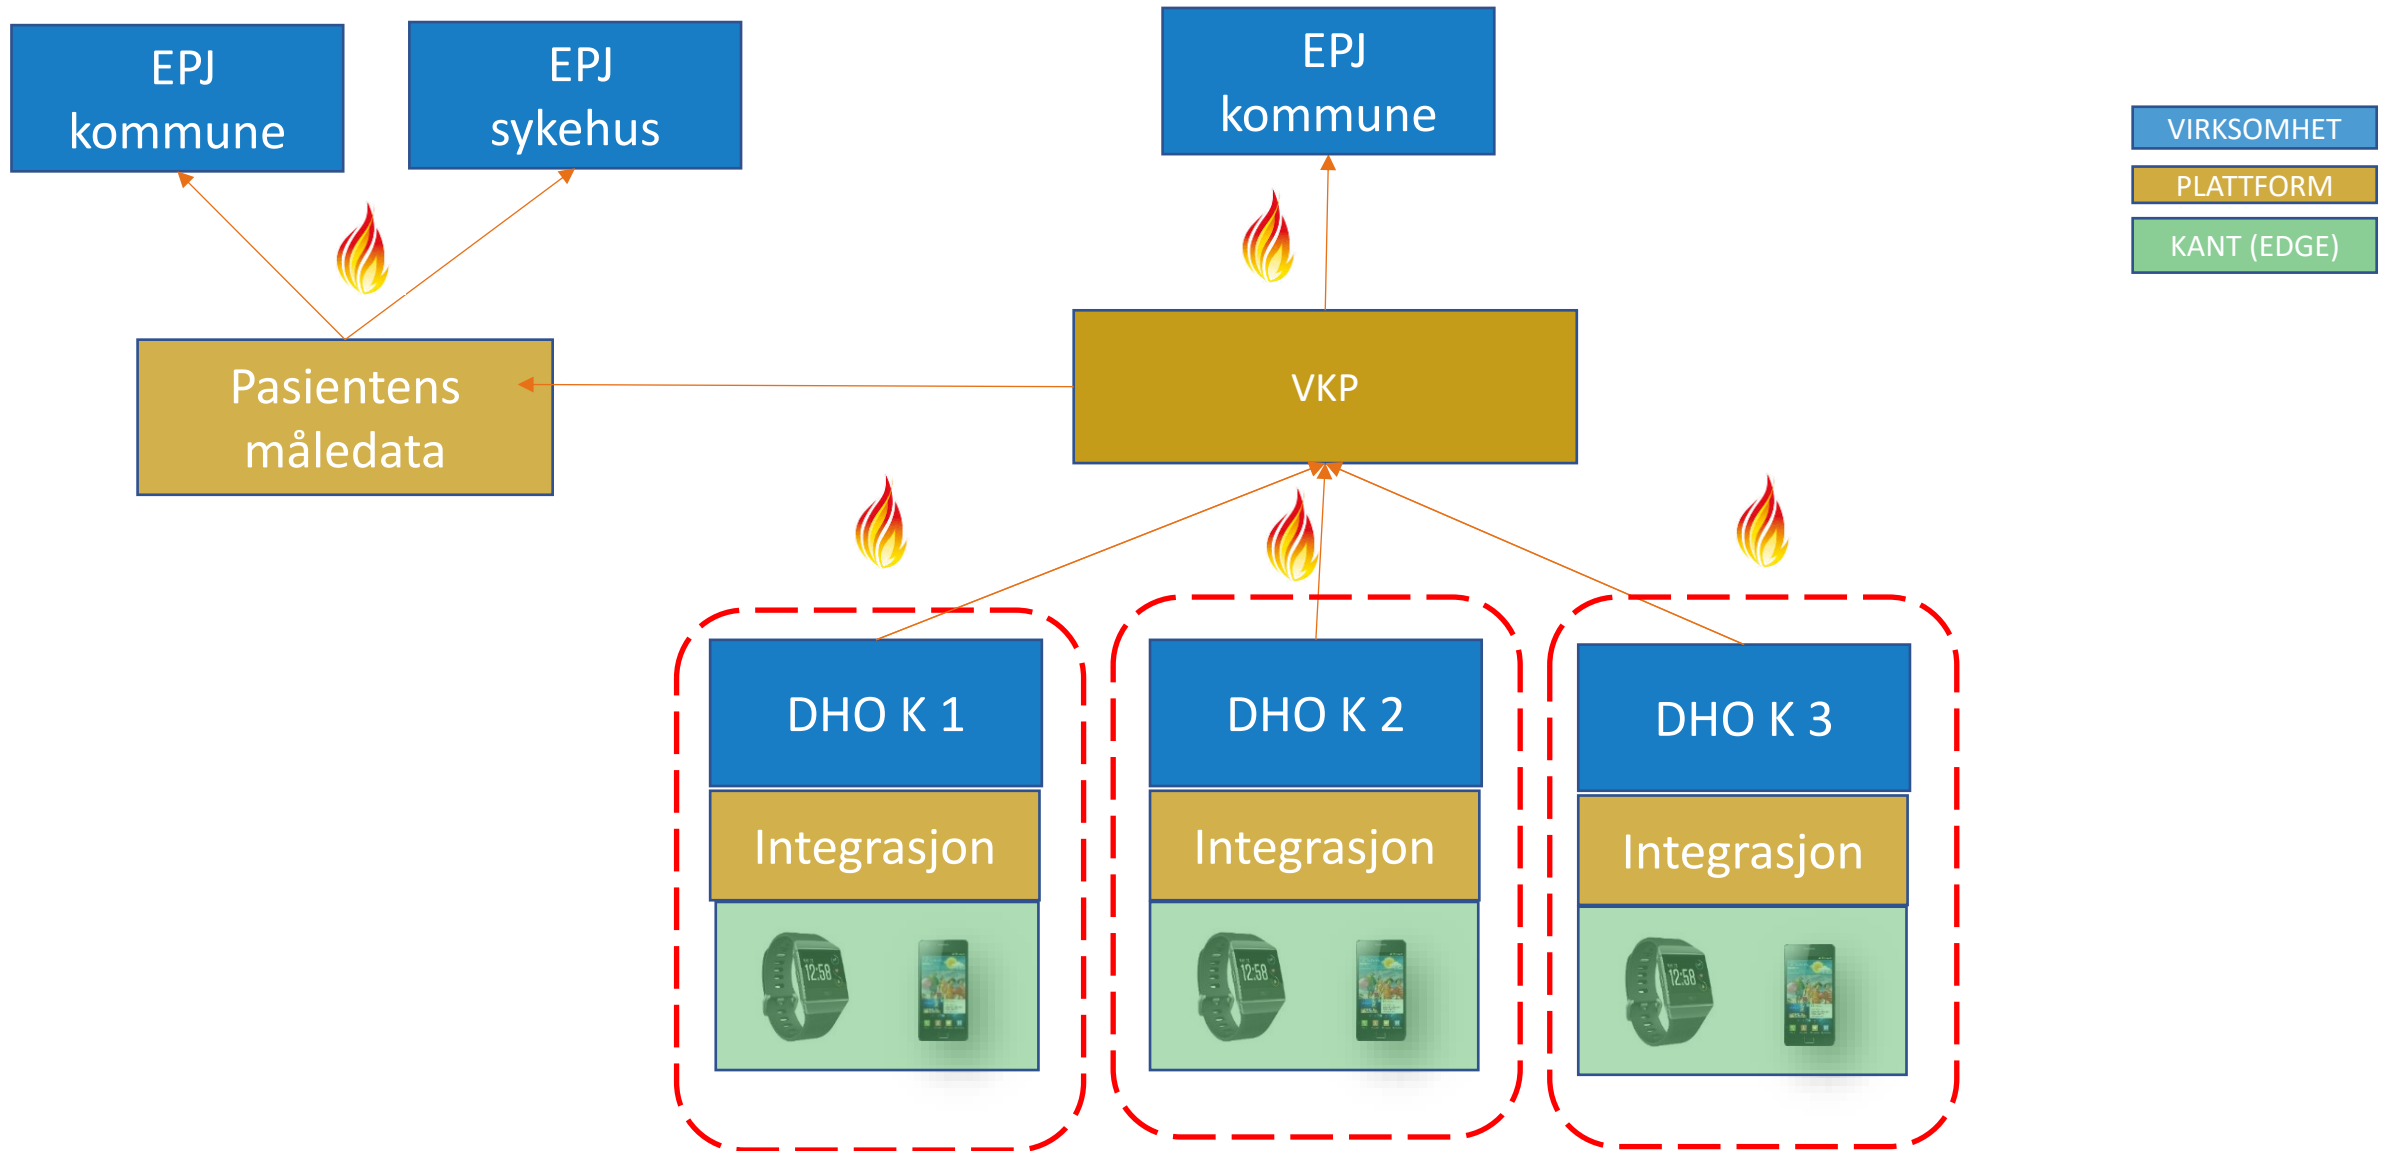 EPJ
kommune
EPJ
sykehus
EPJ
kommune
VIRKSOMHET
PLATTFORM
KANT (EDGE)
Pasientens
måledata
VKP
DHO K 1
DHO K 2
DHO K 3
Integrasjon
Integrasjon
Integrasjon
12:58
12:58
12:58